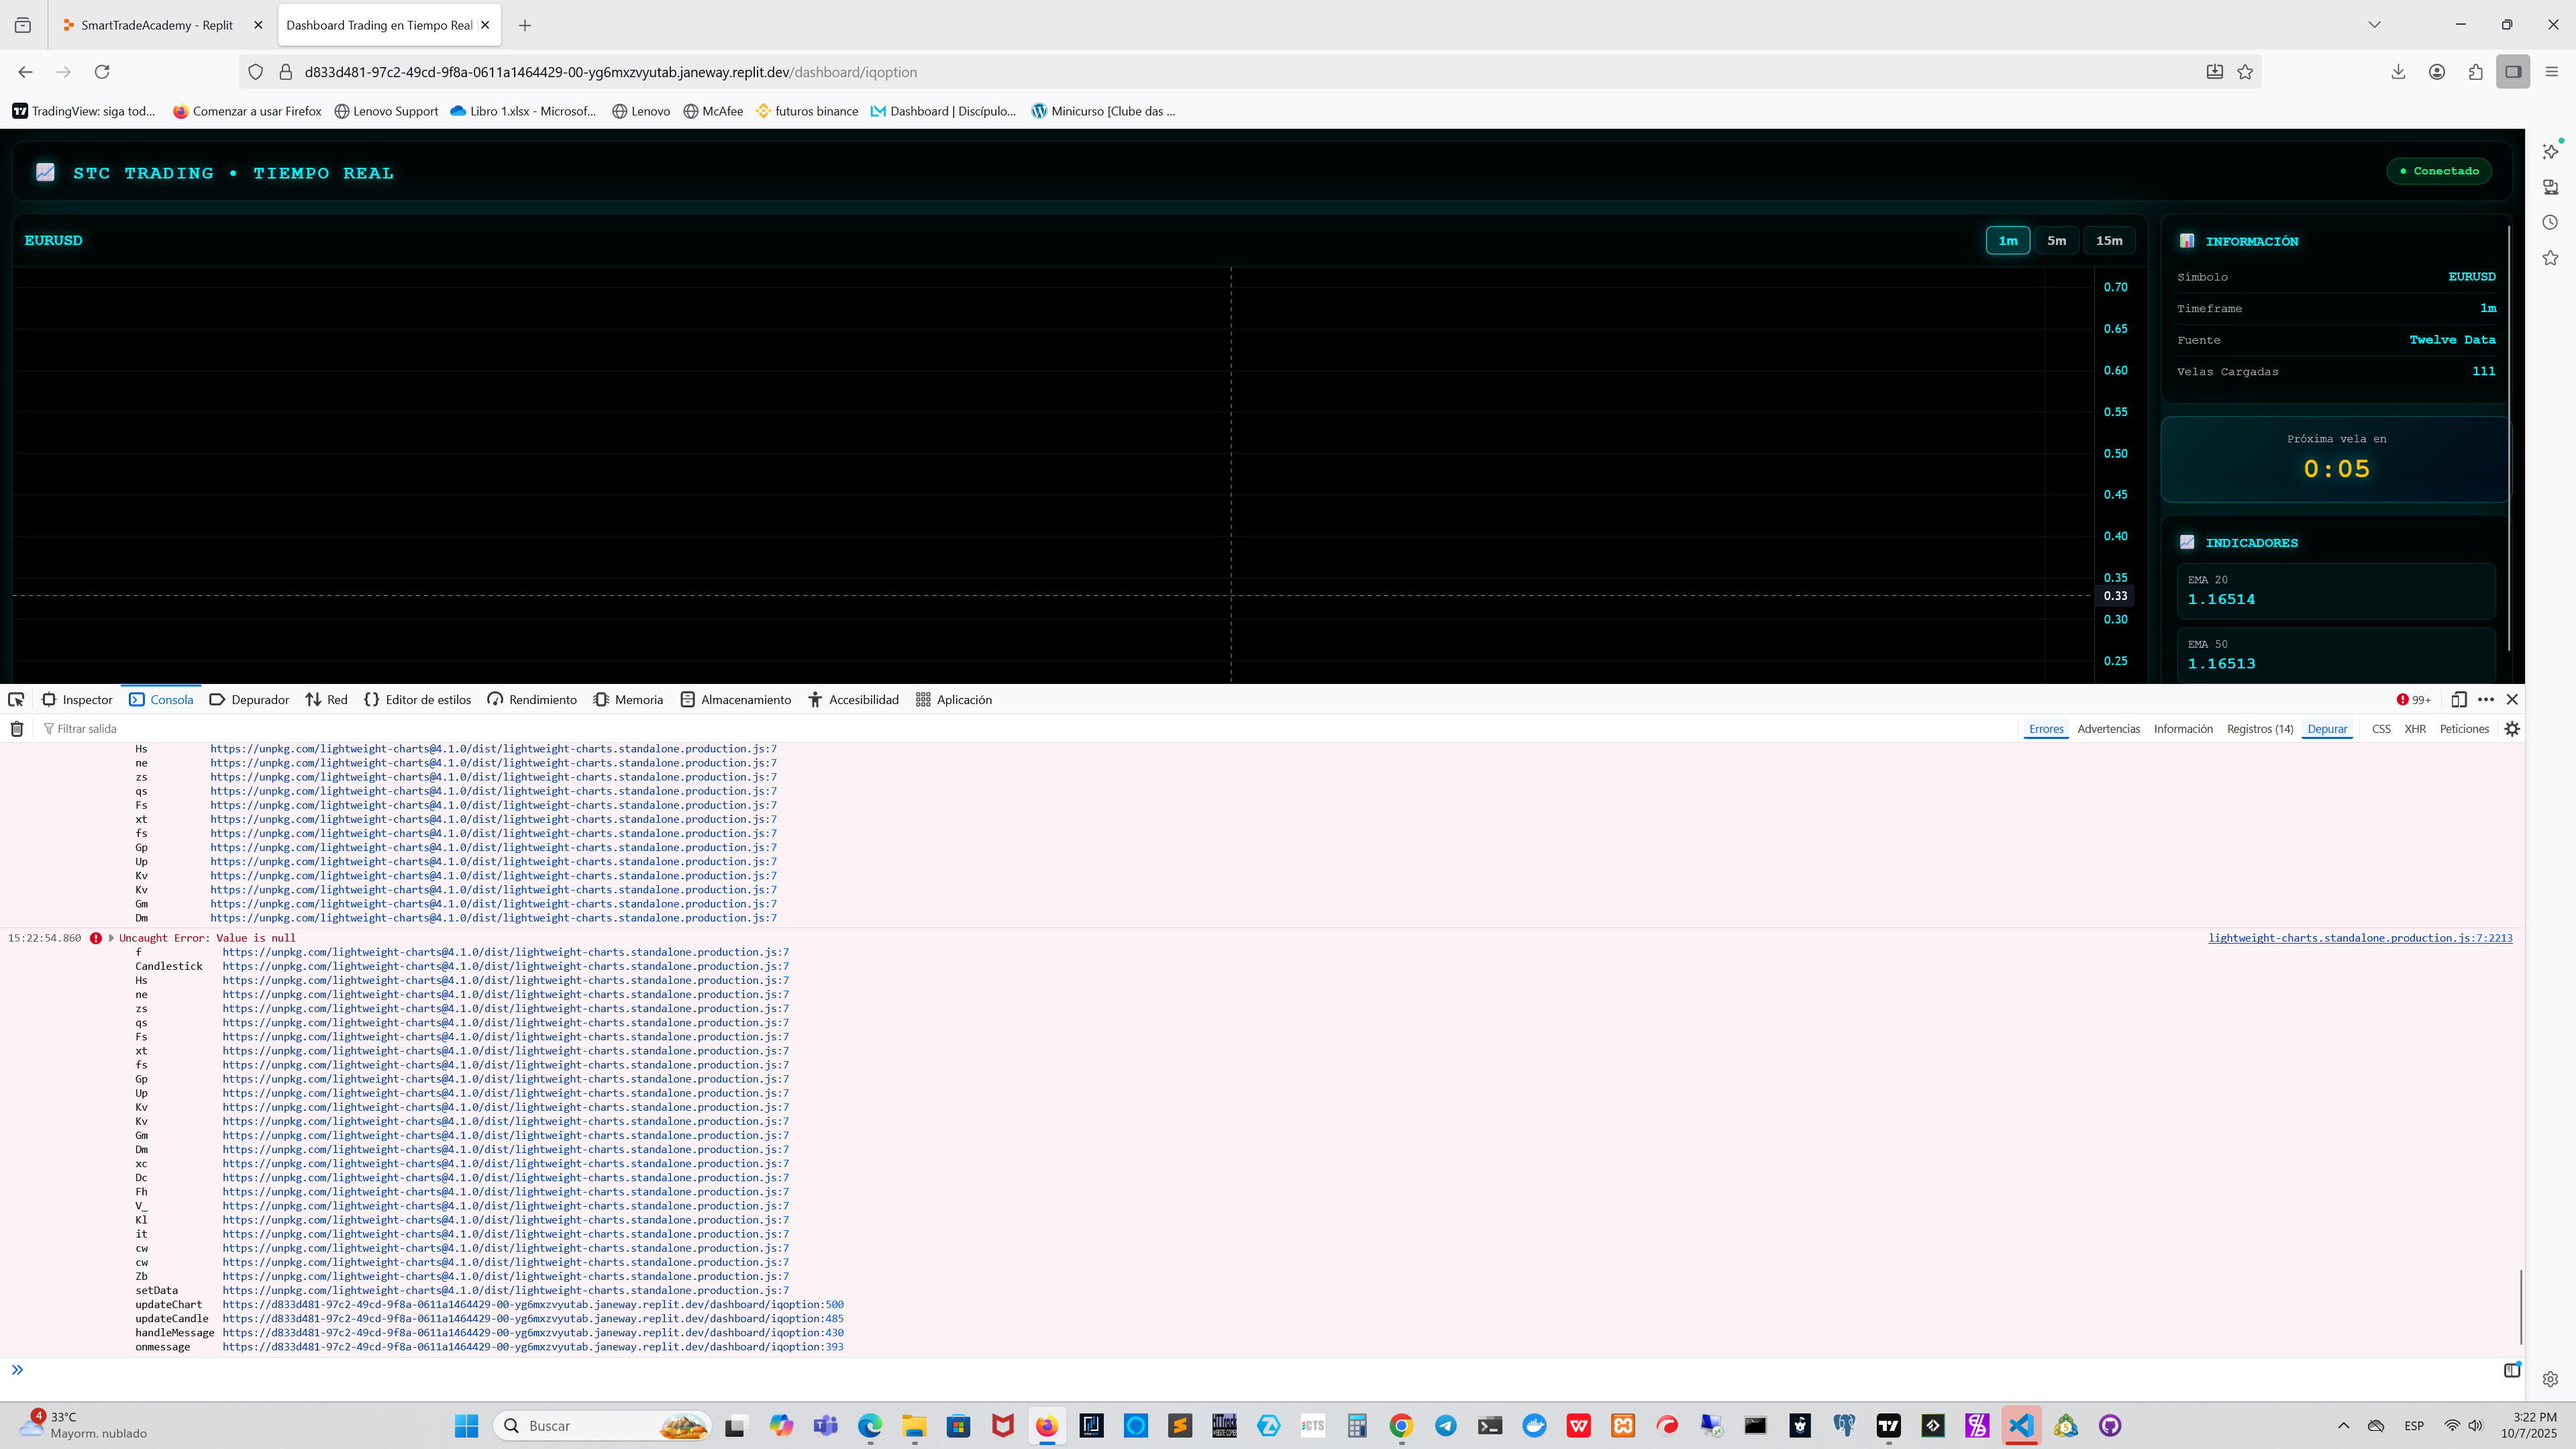 SmartTradeAcademy - Replit
Dashboard Trading en Tiempo Real
d833d481-97c2-49cd-9f8a-0611a1464429-00-yg6mxzvyutab.janeway.replit.dev/dashboard/iqoption
TradingView: siga tod...
Comenzar a usar Firefox
Lenovo Support
Libro 1.xlsx - Microsof...
Lenovo
McAfee
futuros binance
Dashboard | Discípulo...
Minicurso [Clube das ...
STC TRADING • TIEMPO REAL
● Conectado
EURUSD
1m 5m 15m
0.70
0.65
0.60
0.55
0.50
0.45
0.40
0.35
0.33
0.30
0.25
INFORMACIÓN
Símbolo EURUSD
Timeframe 1m
Fuente Twelve Data
Velas Cargadas 111
Próxima vela en
0:05
INDICADORES
EMA 20
1.16514
EMA 50
1.16513
Inspector Consola Depurador Red Editor de estilos Rendimiento Memoria Almacenamiento Accesibilidad Aplicación 99+
Filtrar salida Errores Advertencias Información Registros (14) Depurar CSS XHR Peticiones
Hs https://unpkg.com/lightweight-charts@4.1.0/dist/lightweight-charts.standalone.production.js:7
ne https://unpkg.com/lightweight-charts@4.1.0/dist/lightweight-charts.standalone.production.js:7
zs https://unpkg.com/lightweight-charts@4.1.0/dist/lightweight-charts.standalone.production.js:7
qs https://unpkg.com/lightweight-charts@4.1.0/dist/lightweight-charts.standalone.production.js:7
Fs https://unpkg.com/lightweight-charts@4.1.0/dist/lightweight-charts.standalone.production.js:7
xt https://unpkg.com/lightweight-charts@4.1.0/dist/lightweight-charts.standalone.production.js:7
fs https://unpkg.com/lightweight-charts@4.1.0/dist/lightweight-charts.standalone.production.js:7
Gp https://unpkg.com/lightweight-charts@4.1.0/dist/lightweight-charts.standalone.production.js:7
Up https://unpkg.com/lightweight-charts@4.1.0/dist/lightweight-charts.standalone.production.js:7
Kv https://unpkg.com/lightweight-charts@4.1.0/dist/lightweight-charts.standalone.production.js:7
Kv https://unpkg.com/lightweight-charts@4.1.0/dist/lightweight-charts.standalone.production.js:7
Gm https://unpkg.com/lightweight-charts@4.1.0/dist/lightweight-charts.standalone.production.js:7
Dm https://unpkg.com/lightweight-charts@4.1.0/dist/lightweight-charts.standalone.production.js:7
15:22:54.860 Uncaught Error: Value is null lightweight-charts.standalone.production.js:7:2213
f https://unpkg.com/lightweight-charts@4.1.0/dist/lightweight-charts.standalone.production.js:7
Candlestick https://unpkg.com/lightweight-charts@4.1.0/dist/lightweight-charts.standalone.production.js:7
Hs https://unpkg.com/lightweight-charts@4.1.0/dist/lightweight-charts.standalone.production.js:7
ne https://unpkg.com/lightweight-charts@4.1.0/dist/lightweight-charts.standalone.production.js:7
zs https://unpkg.com/lightweight-charts@4.1.0/dist/lightweight-charts.standalone.production.js:7
qs https://unpkg.com/lightweight-charts@4.1.0/dist/lightweight-charts.standalone.production.js:7
Fs https://unpkg.com/lightweight-charts@4.1.0/dist/lightweight-charts.standalone.production.js:7
xt https://unpkg.com/lightweight-charts@4.1.0/dist/lightweight-charts.standalone.production.js:7
fs https://unpkg.com/lightweight-charts@4.1.0/dist/lightweight-charts.standalone.production.js:7
Gp https://unpkg.com/lightweight-charts@4.1.0/dist/lightweight-charts.standalone.production.js:7
Up https://unpkg.com/lightweight-charts@4.1.0/dist/lightweight-charts.standalone.production.js:7
Kv https://unpkg.com/lightweight-charts@4.1.0/dist/lightweight-charts.standalone.production.js:7
Kv https://unpkg.com/lightweight-charts@4.1.0/dist/lightweight-charts.standalone.production.js:7
Gm https://unpkg.com/lightweight-charts@4.1.0/dist/lightweight-charts.standalone.production.js:7
Dm https://unpkg.com/lightweight-charts@4.1.0/dist/lightweight-charts.standalone.production.js:7
xc https://unpkg.com/lightweight-charts@4.1.0/dist/lightweight-charts.standalone.production.js:7
Dc https://unpkg.com/lightweight-charts@4.1.0/dist/lightweight-charts.standalone.production.js:7
Fh https://unpkg.com/lightweight-charts@4.1.0/dist/lightweight-charts.standalone.production.js:7
V_ https://unpkg.com/lightweight-charts@4.1.0/dist/lightweight-charts.standalone.production.js:7
Kl https://unpkg.com/lightweight-charts@4.1.0/dist/lightweight-charts.standalone.production.js:7
it https://unpkg.com/lightweight-charts@4.1.0/dist/lightweight-charts.standalone.production.js:7
cw https://unpkg.com/lightweight-charts@4.1.0/dist/lightweight-charts.standalone.production.js:7
cw https://unpkg.com/lightweight-charts@4.1.0/dist/lightweight-charts.standalone.production.js:7
Zb https://unpkg.com/lightweight-charts@4.1.0/dist/lightweight-charts.standalone.production.js:7
setData https://unpkg.com/lightweight-charts@4.1.0/dist/lightweight-charts.standalone.production.js:7
updateChart https://d833d481-97c2-49cd-9f8a-0611a1464429-00-yg6mxzvyutab.janeway.replit.dev/dashboard/iqoption:500
updateCandle https://d833d481-97c2-49cd-9f8a-0611a1464429-00-yg6mxzvyutab.janeway.replit.dev/dashboard/iqoption:485
handleMessage https://d833d481-97c2-49cd-9f8a-0611a1464429-00-yg6mxzvyutab.janeway.replit.dev/dashboard/iqoption:430
onmessage https://d833d481-97c2-49cd-9f8a-0611a1464429-00-yg6mxzvyutab.janeway.replit.dev/dashboard/iqoption:393
4
33°C
Mayorm. nublado
Buscar
ESP
3:22 PM
10/7/2025